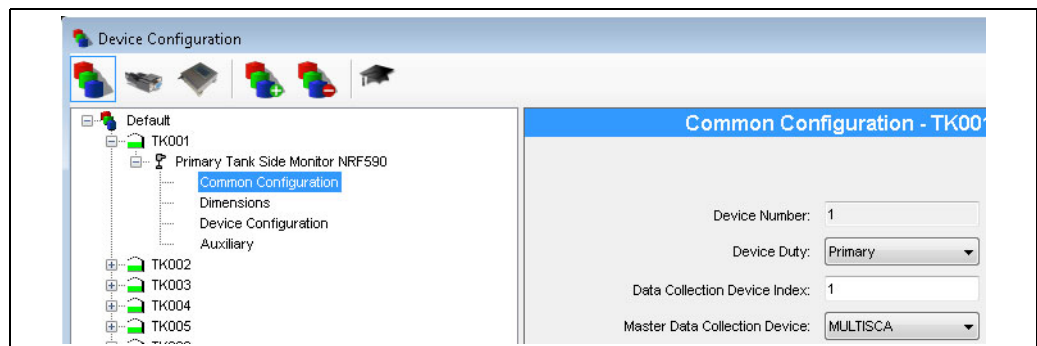 Device Configuration
Default
TK001
Primary Tank Side Monitor NRF590
Common Configuration
Dimensions
Device Configuration
Auxiliary
TK002
TK003
TK004
TK005
Common Configuration - TK001
Device Number: 1
Device Duty: Primary
Data Collection Device Index: 1
Master Data Collection Device: MULTISCA